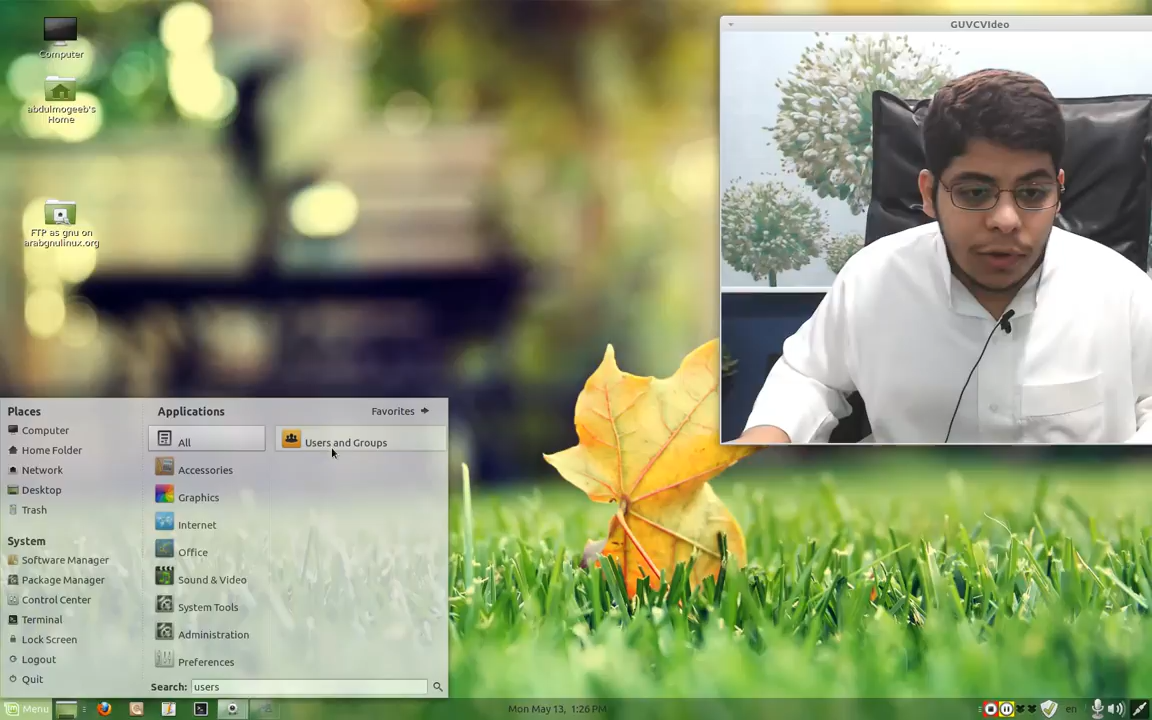 Computer
abdulmogeeb's
Home
FTP as gnu on
arabgnulinux.org
GUVCVIdeo
Places
Computer
Home Folder
Network
Desktop
Trash
System
Software Manager
Package Manager
Control Center
Terminal
Lock Screen
Logout
Quit
Applications
Favorites
All
Accessories
Graphics
Internet
Office
Sound & Video
System Tools
Administration
Preferences
Users and Groups
Search: users
Menu
Mon May 13, 1:26 PM
en